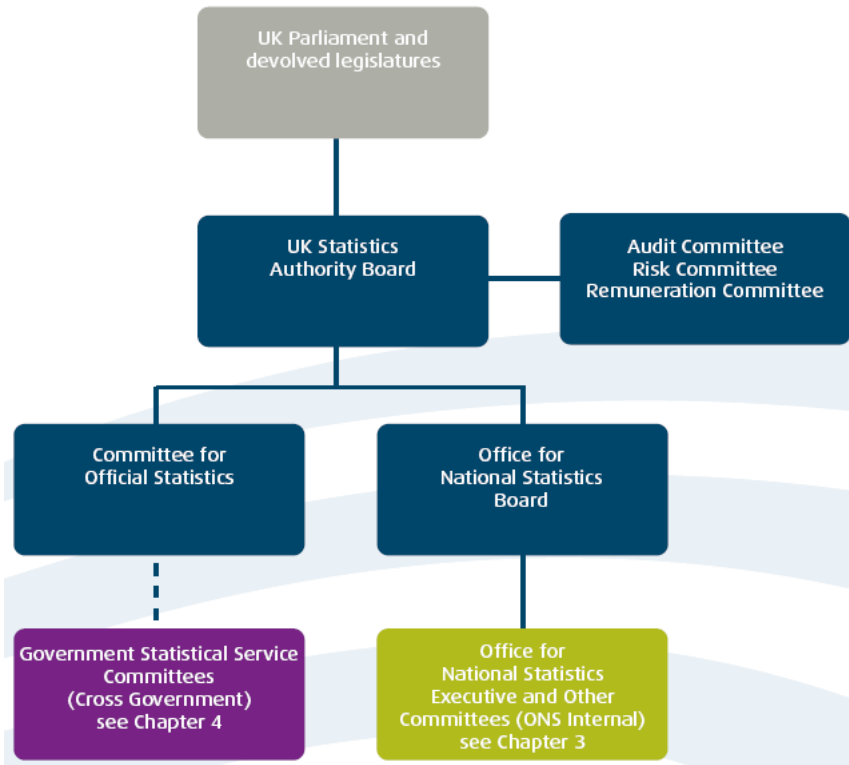 UK Parliament and
devolved legislatures
UK Statistics
Authority Board
Audit Committee
Risk Committee
Remuneration Committee
Committee for
Official Statistics
Office for
National Statistics
Board
Government Statistical Service
Committees
(Cross Government)
see Chapter 4
Office for
National Statistics
Executive and Other
Committees (ONS Internal)
see Chapter 3